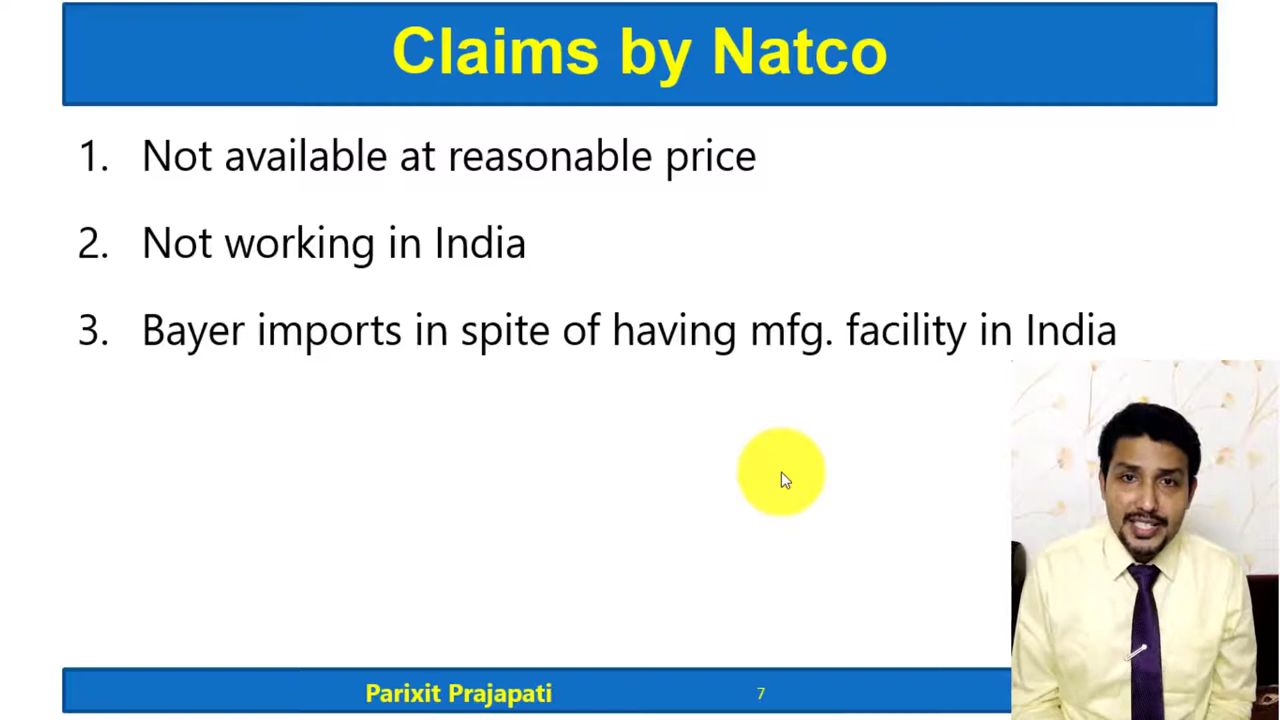 Claims by Natco
1. Not available at reasonable price
2. Not working in India
3. Bayer imports in spite of having mfg. facility in India
Parixit Prajapati 7